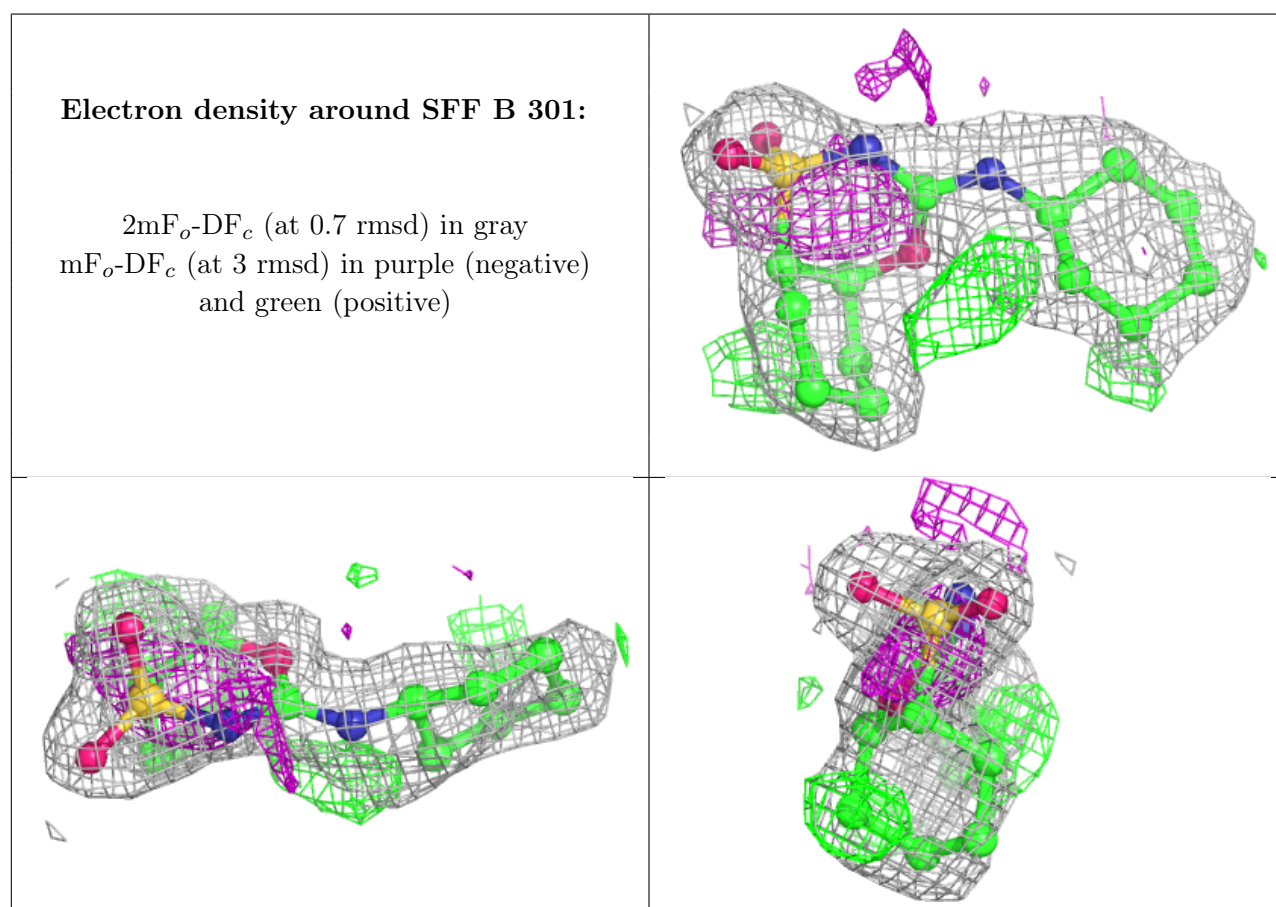 Electron density around SFF B 301:
2mFo-DFc (at 0.7 rmsd) in gray
mFo-DFc (at 3 rmsd) in purple (negative)
and green (positive)